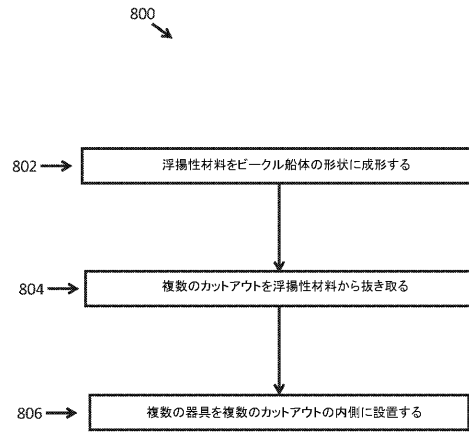 800
802 浮揚性材料をビークル船体の形状に成形する
804 複数のカットアウトを浮揚性材料から抜き取る
806 複数の器具を複数のカットアウトの内側に設置する